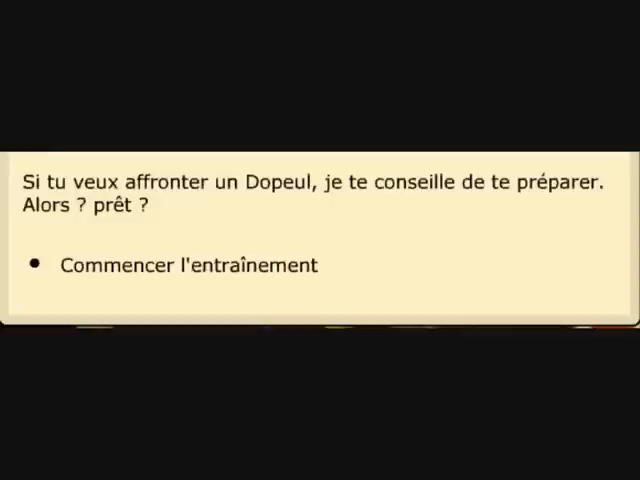 Si tu veux affronter un Dopeul, je te conseille de te préparer.
Alors ? prêt ?
Commencer l'entraînement